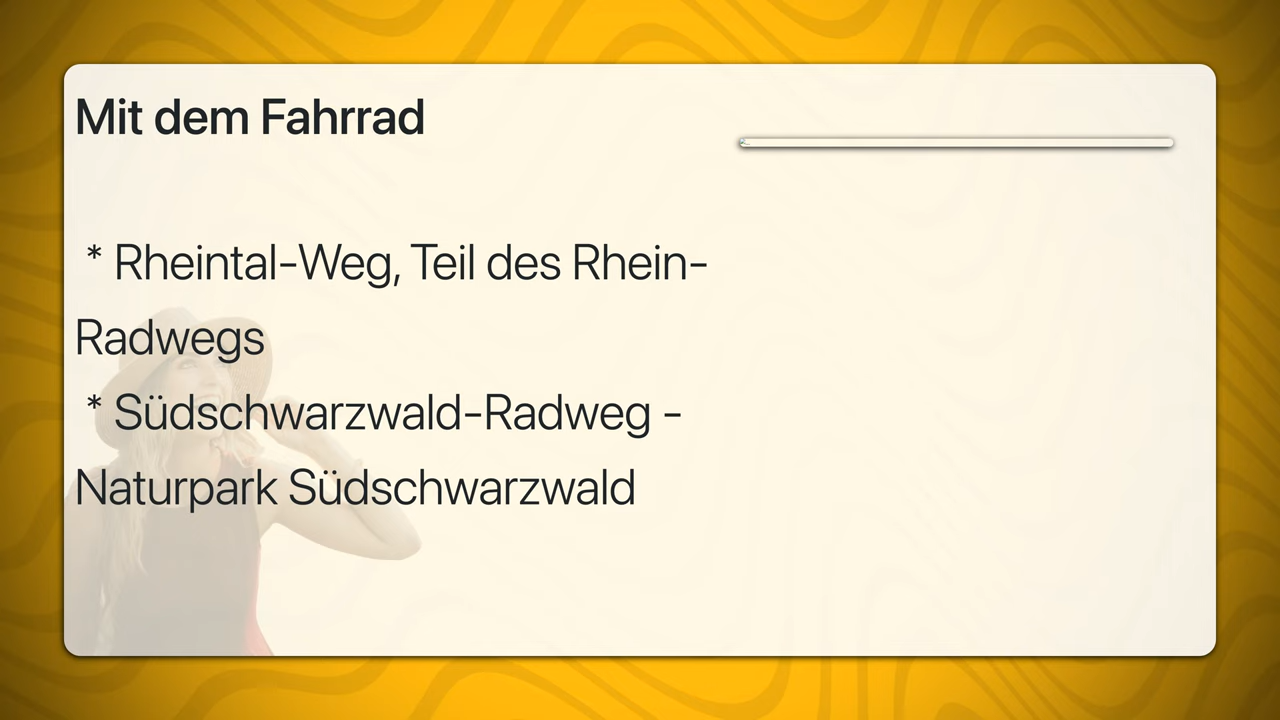 Mit dem Fahrrad
* Rheintal-Weg, Teil des Rhein-
Radwegs
* Südschwarzwald-Radweg -
Naturpark Südschwarzwald